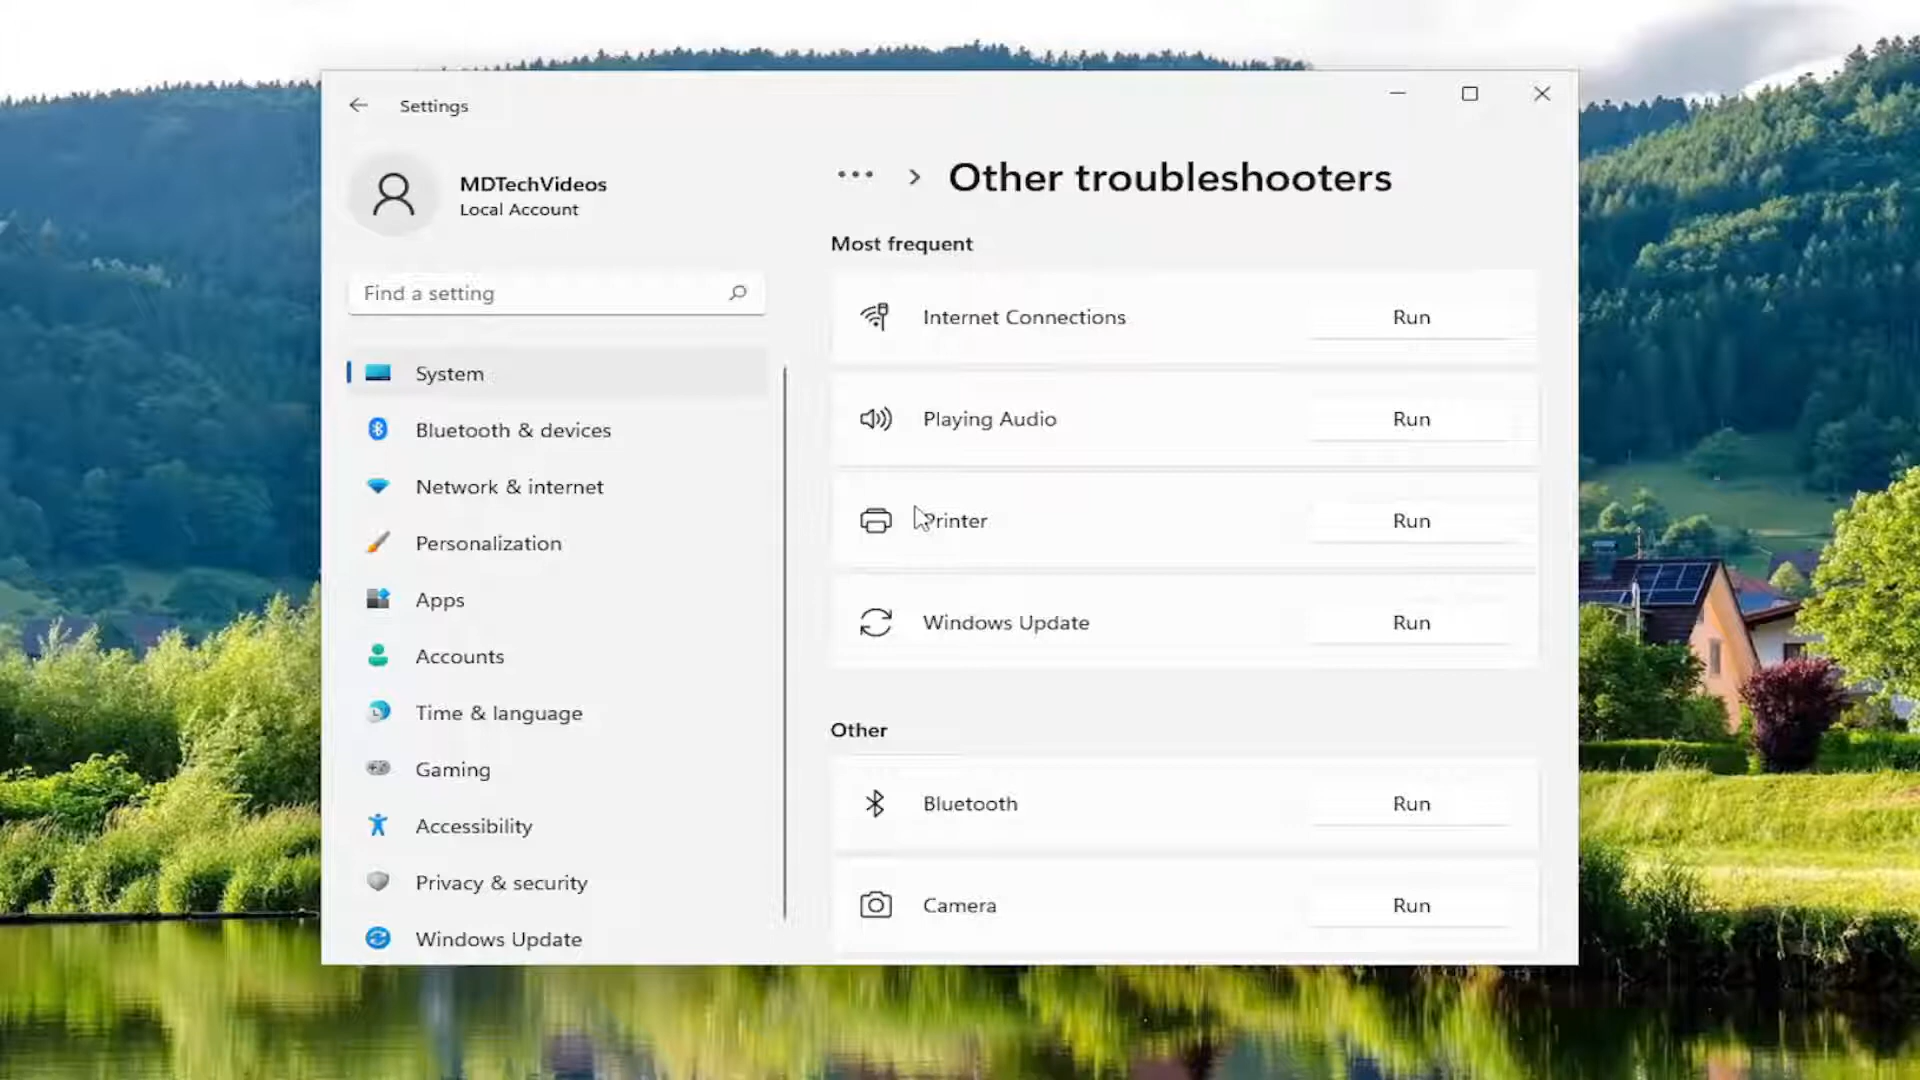 Settings
MDTechVideos
Local Account
Find a setting
System
Bluetooth & devices
Network & internet
Personalization
Apps
Accounts
Time & language
Gaming
Accessibility
Privacy & security
Windows Update
Other troubleshooters
Most frequent
Internet Connections Run
Playing Audio Run
Printer Run
Windows Update Run
Other
Bluetooth Run
Camera Run